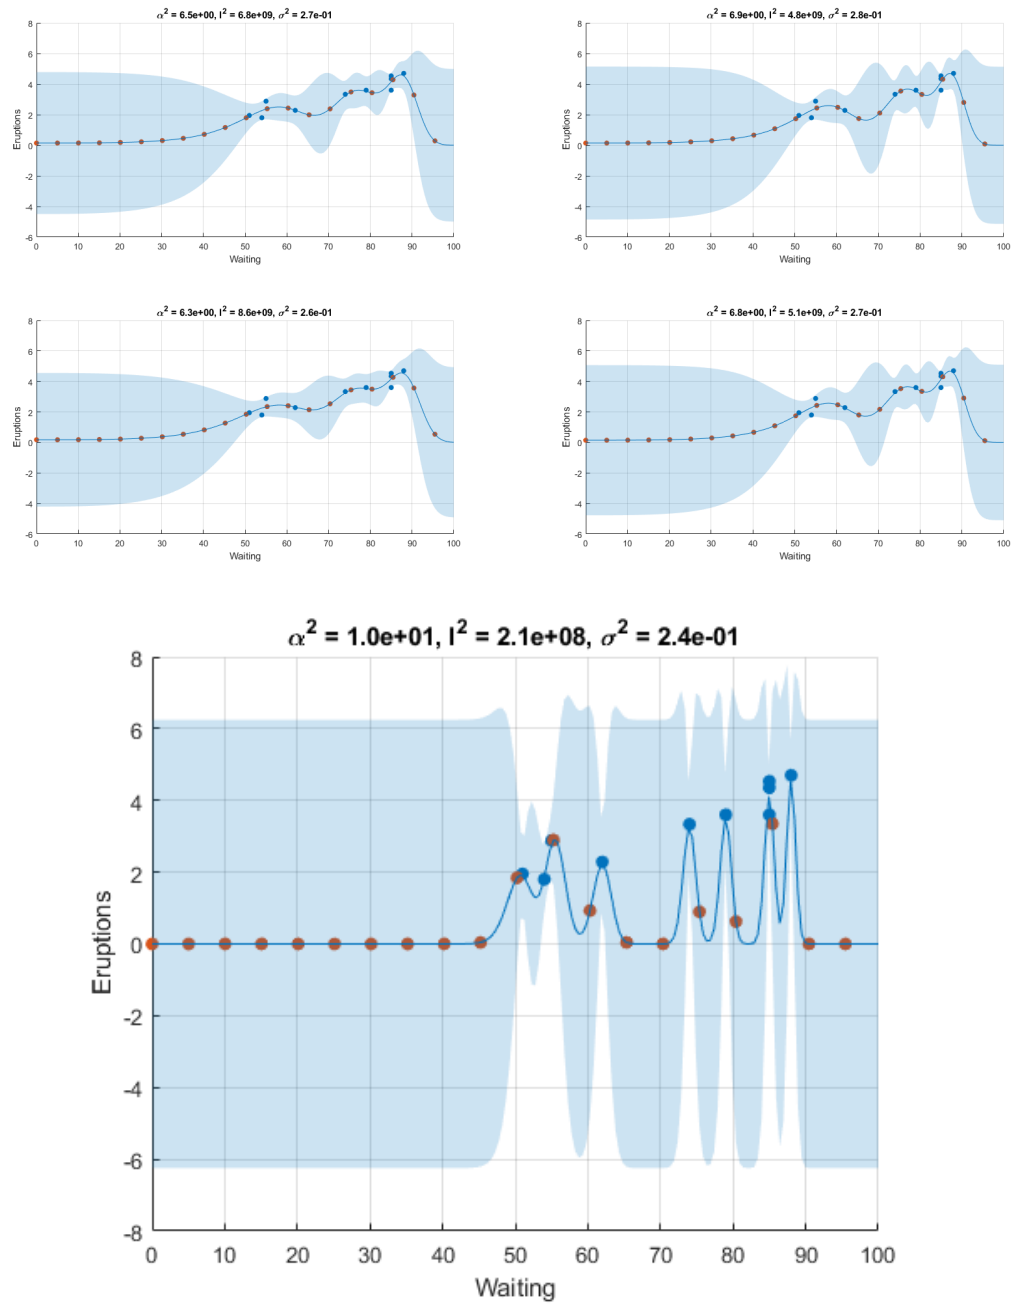 α² = 6.5e+00, l² = 6.8e+09, σ² = 2.7e-01
8
6
4
2
0
-2
-4
-6
Eruptions
0 10 20 30 40 50 60 70 80 90 100
Waiting
α² = 6.9e+00, l² = 4.8e+09, σ² = 2.8e-01
8
6
4
2
0
-2
-4
-6
Eruptions
0 10 20 30 40 50 60 70 80 90 100
Waiting
α² = 6.3e+00, l² = 8.6e+09, σ² = 2.6e-01
8
6
4
2
0
-2
-4
-6
Eruptions
0 10 20 30 40 50 60 70 80 90 100
Waiting
α² = 6.8e+00, l² = 5.1e+09, σ² = 2.7e-01
8
6
4
2
0
-2
-4
-6
Eruptions
0 10 20 30 40 50 60 70 80 90 100
Waiting
α² = 1.0e+01, l² = 2.1e+08, σ² = 2.4e-01
8
6
4
2
0
-2
-4
-6
-8
Eruptions
0 10 20 30 40 50 60 70 80 90 100
Waiting